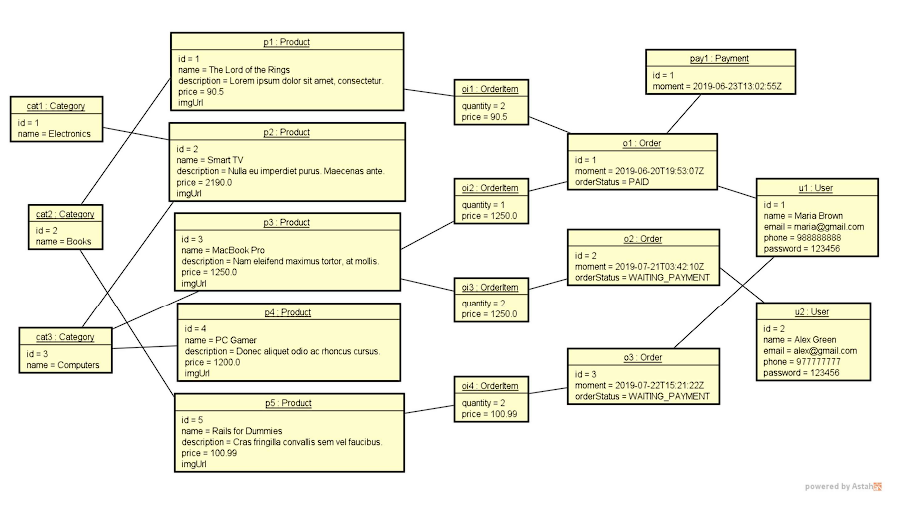 p1 : Product
id = 1
name = The Lord of the Rings
description = Lorem ipsum dolor sit amet, consectetur.
price = 90.5
imgUrl
pay1 : Payment
id = 1
moment = 2019-06-23T13:02:55Z
cat1 : Category
id = 1
name = Electronics
oi1 : OrderItem
quantity = 2
price = 90.5
p2 : Product
id = 2
name = Smart TV
description = Nulla eu imperdiet purus. Maecenas ante.
price = 2190.0
imgUrl
o1 : Order
id = 1
moment = 2019-06-20T19:53:07Z
orderStatus = PAID
oi2 : OrderItem
quantity = 1
price = 1250.0
u1 : User
id = 1
name = Maria Brown
email = maria@gmail.com
phone = 988888888
password = 123456
cat2 : Category
id = 2
name = Books
p3 : Product
id = 3
name = MacBook Pro
description = Nam eleifend maximus tortor, at mollis.
price = 1250.0
imgUrl
o2 : Order
id = 2
moment = 2019-07-21T03:42:10Z
orderStatus = WAITING_PAYMENT
oi3 : OrderItem
quantity = 2
price = 1250.0
p4 : Product
id = 4
name = PC Gamer
description = Donec aliquet odio ac rhoncus cursus.
price = 1200.0
imgUrl
u2 : User
id = 2
name = Alex Green
email = alex@gmail.com
phone = 977777777
password = 123456
cat3 : Category
id = 3
name = Computers
o3 : Order
id = 3
moment = 2019-07-22T15:21:22Z
orderStatus = WAITING_PAYMENT
oi4 : OrderItem
quantity = 2
price = 100.99
p5 : Product
id = 5
name = Rails for Dummies
description = Cras fringilla convallis sem vel faucibus.
price = 100.99
imgUrl
powered by Astah